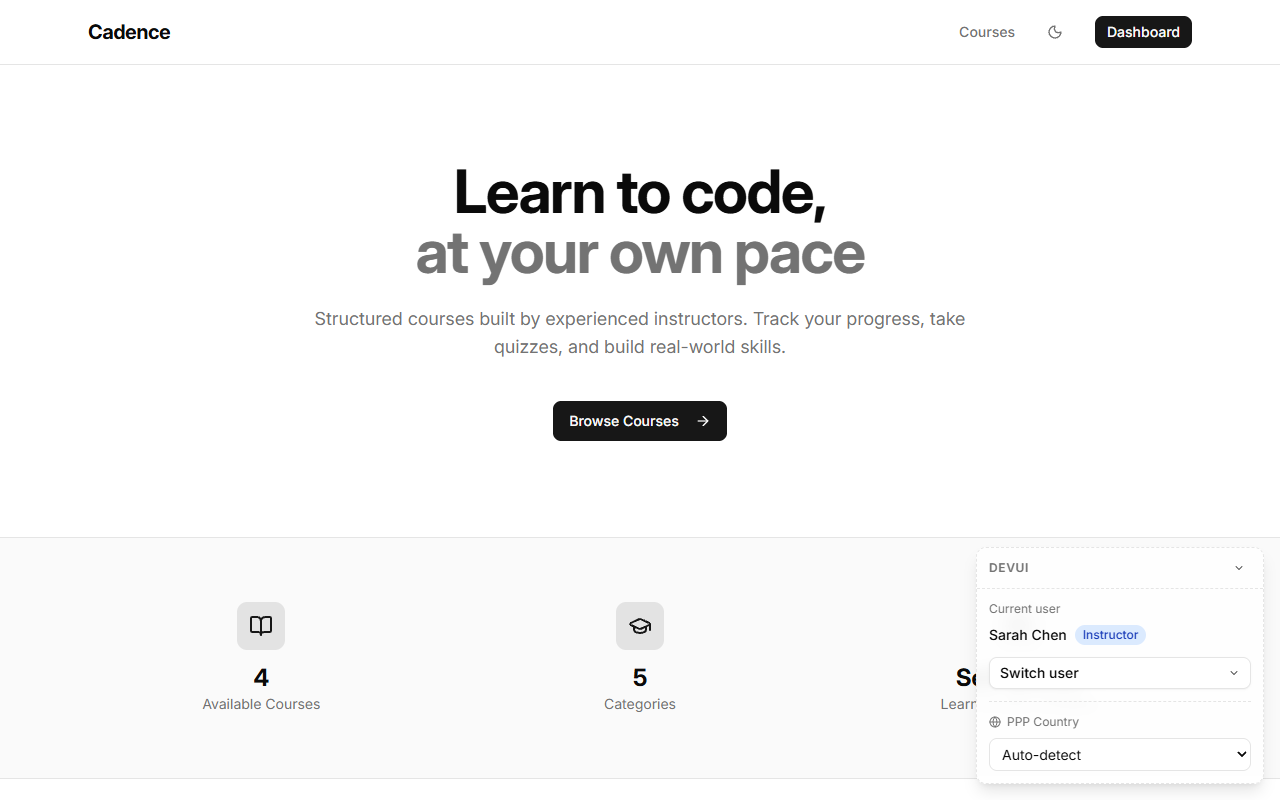 Cadence
Courses
Dashboard
Learn to code,
at your own pace
Structured courses built by experienced instructors. Track your progress, take
quizzes, and build real-world skills.
Browse Courses
4
Available Courses
5
Categories
DEVUI
Current user
Sarah Chen
Instructor
Switch user
PPP Country
Auto-detect